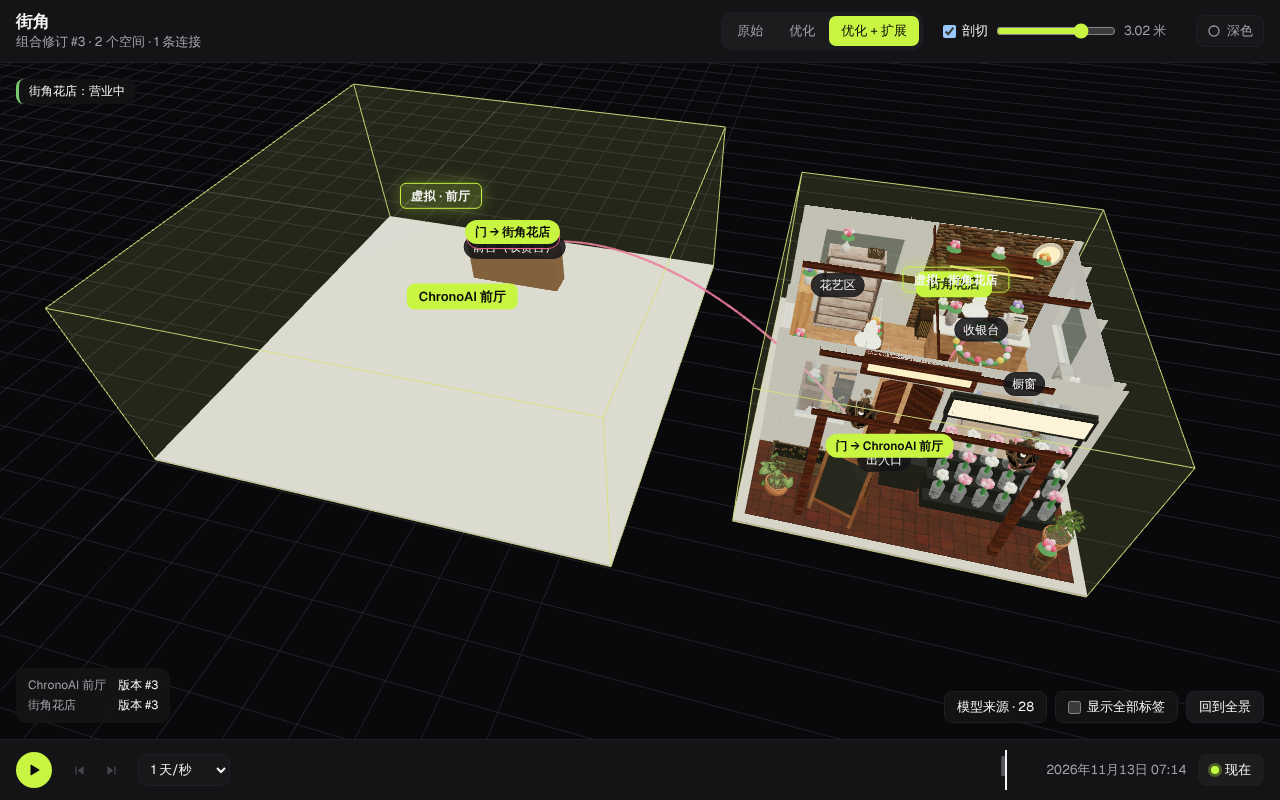 街角
组合修订 #3 · 2 个空间 · 1 条连接
原始
优化
优化 + 扩展
剖切
3.02 米
深色
街角花店：营业中
虚拟 · 前厅
门 → 街角花店
ChronoAI 前厅
花艺区
收银台
橱窗
门 → ChronoAI 前厅
出入口
ChronoAI 前厅 版本 #3
街角花店 版本 #3
模型来源 · 28
显示全部标签
回到全景
1 天/秒
2026年11月13日 07:14
现在